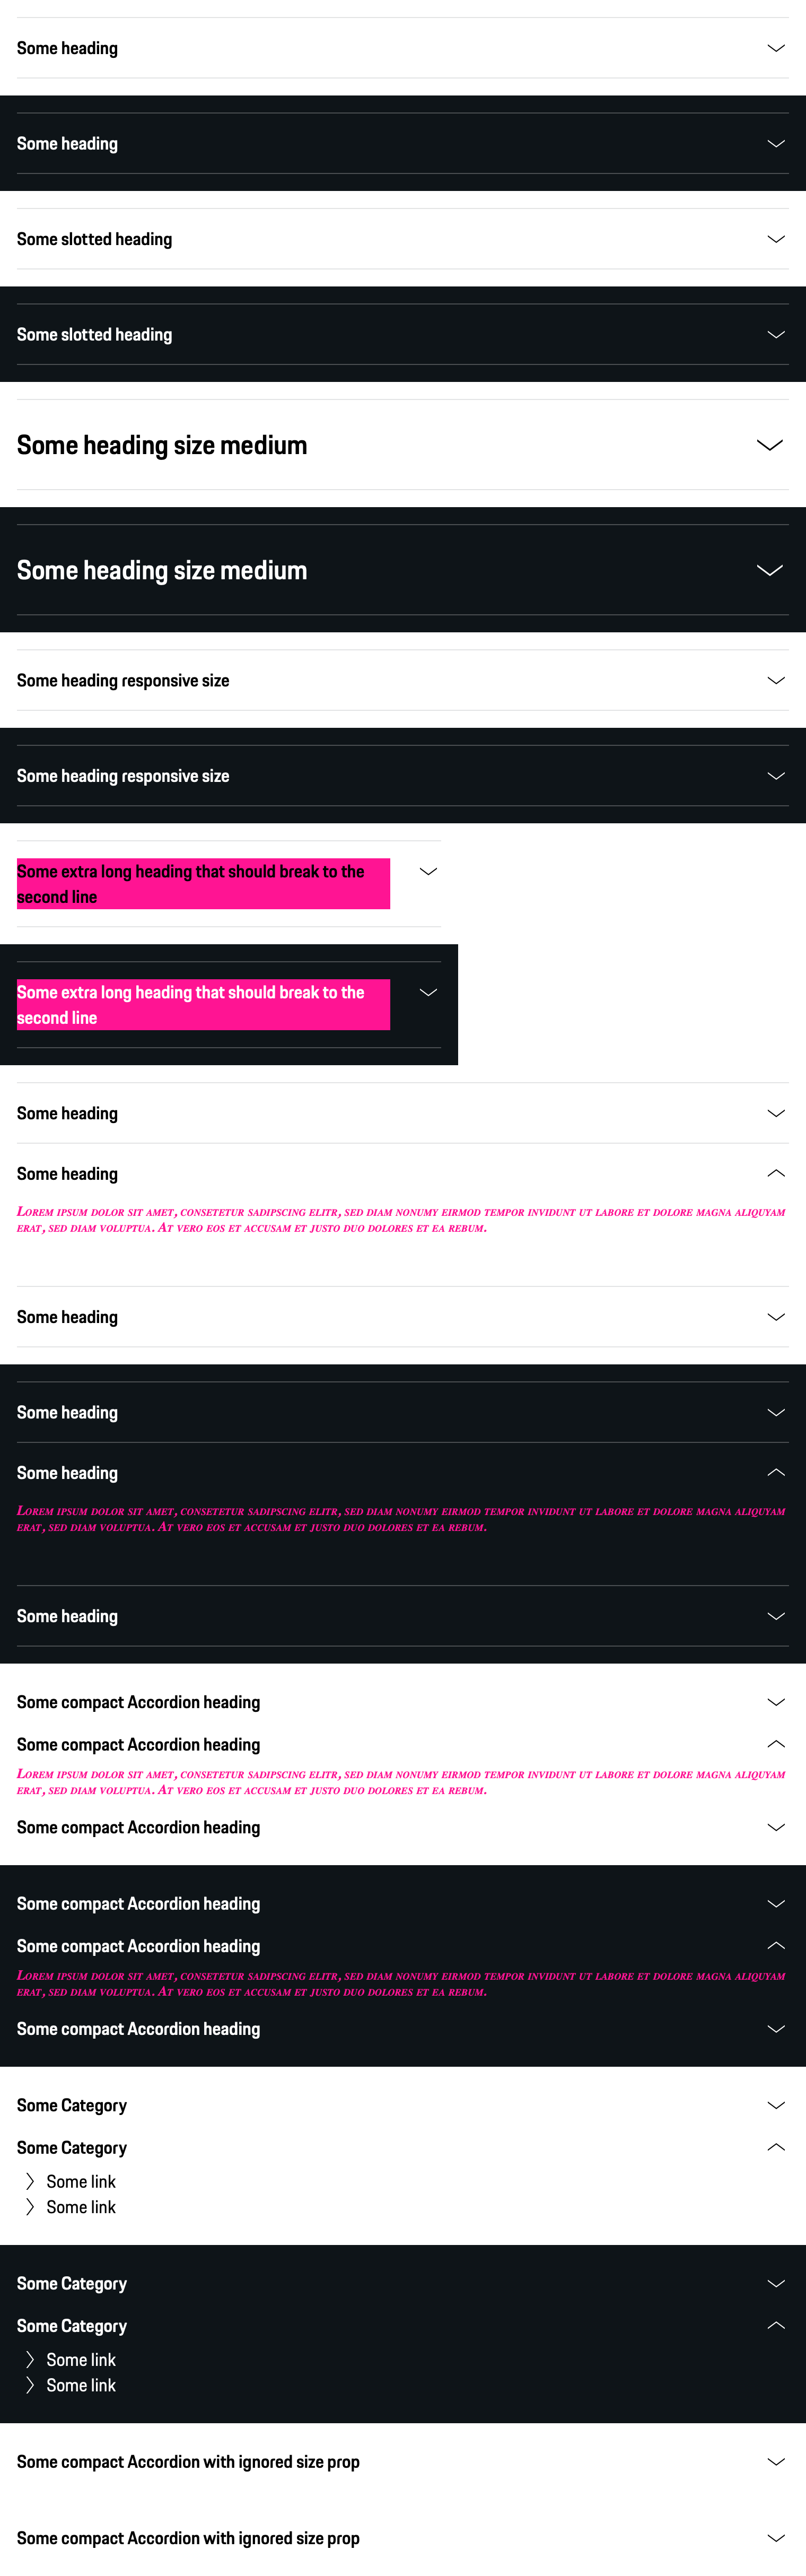 Some heading
Some heading
Some slotted heading
Some slotted heading
Some heading size medium
Some heading size medium
Some heading responsive size
Some heading responsive size
Some extra long heading that should break to the
second line
Some extra long heading that should break to the
second line
Some heading
Some heading
Lorem ipsum dolor sit amet, consetetur sadipscing elitr, sed diam nonumy eirmod tempor invidunt ut labore et dolore magna aliquyam
erat, sed diam voluptua. At vero eos et accusam et justo duo dolores et ea rebum.
Some heading
Some heading
Some heading
Lorem ipsum dolor sit amet, consetetur sadipscing elitr, sed diam nonumy eirmod tempor invidunt ut labore et dolore magna aliquyam
erat, sed diam voluptua. At vero eos et accusam et justo duo dolores et ea rebum.
Some heading
Some compact Accordion heading
Some compact Accordion heading
Lorem ipsum dolor sit amet, consetetur sadipscing elitr, sed diam nonumy eirmod tempor invidunt ut labore et dolore magna aliquyam
erat, sed diam voluptua. At vero eos et accusam et justo duo dolores et ea rebum.
Some compact Accordion heading
Some compact Accordion heading
Some compact Accordion heading
Lorem ipsum dolor sit amet, consetetur sadipscing elitr, sed diam nonumy eirmod tempor invidunt ut labore et dolore magna aliquyam
erat, sed diam voluptua. At vero eos et accusam et justo duo dolores et ea rebum.
Some compact Accordion heading
Some Category
Some Category
Some link
Some link
Some Category
Some Category
Some link
Some link
Some compact Accordion with ignored size prop
Some compact Accordion with ignored size prop